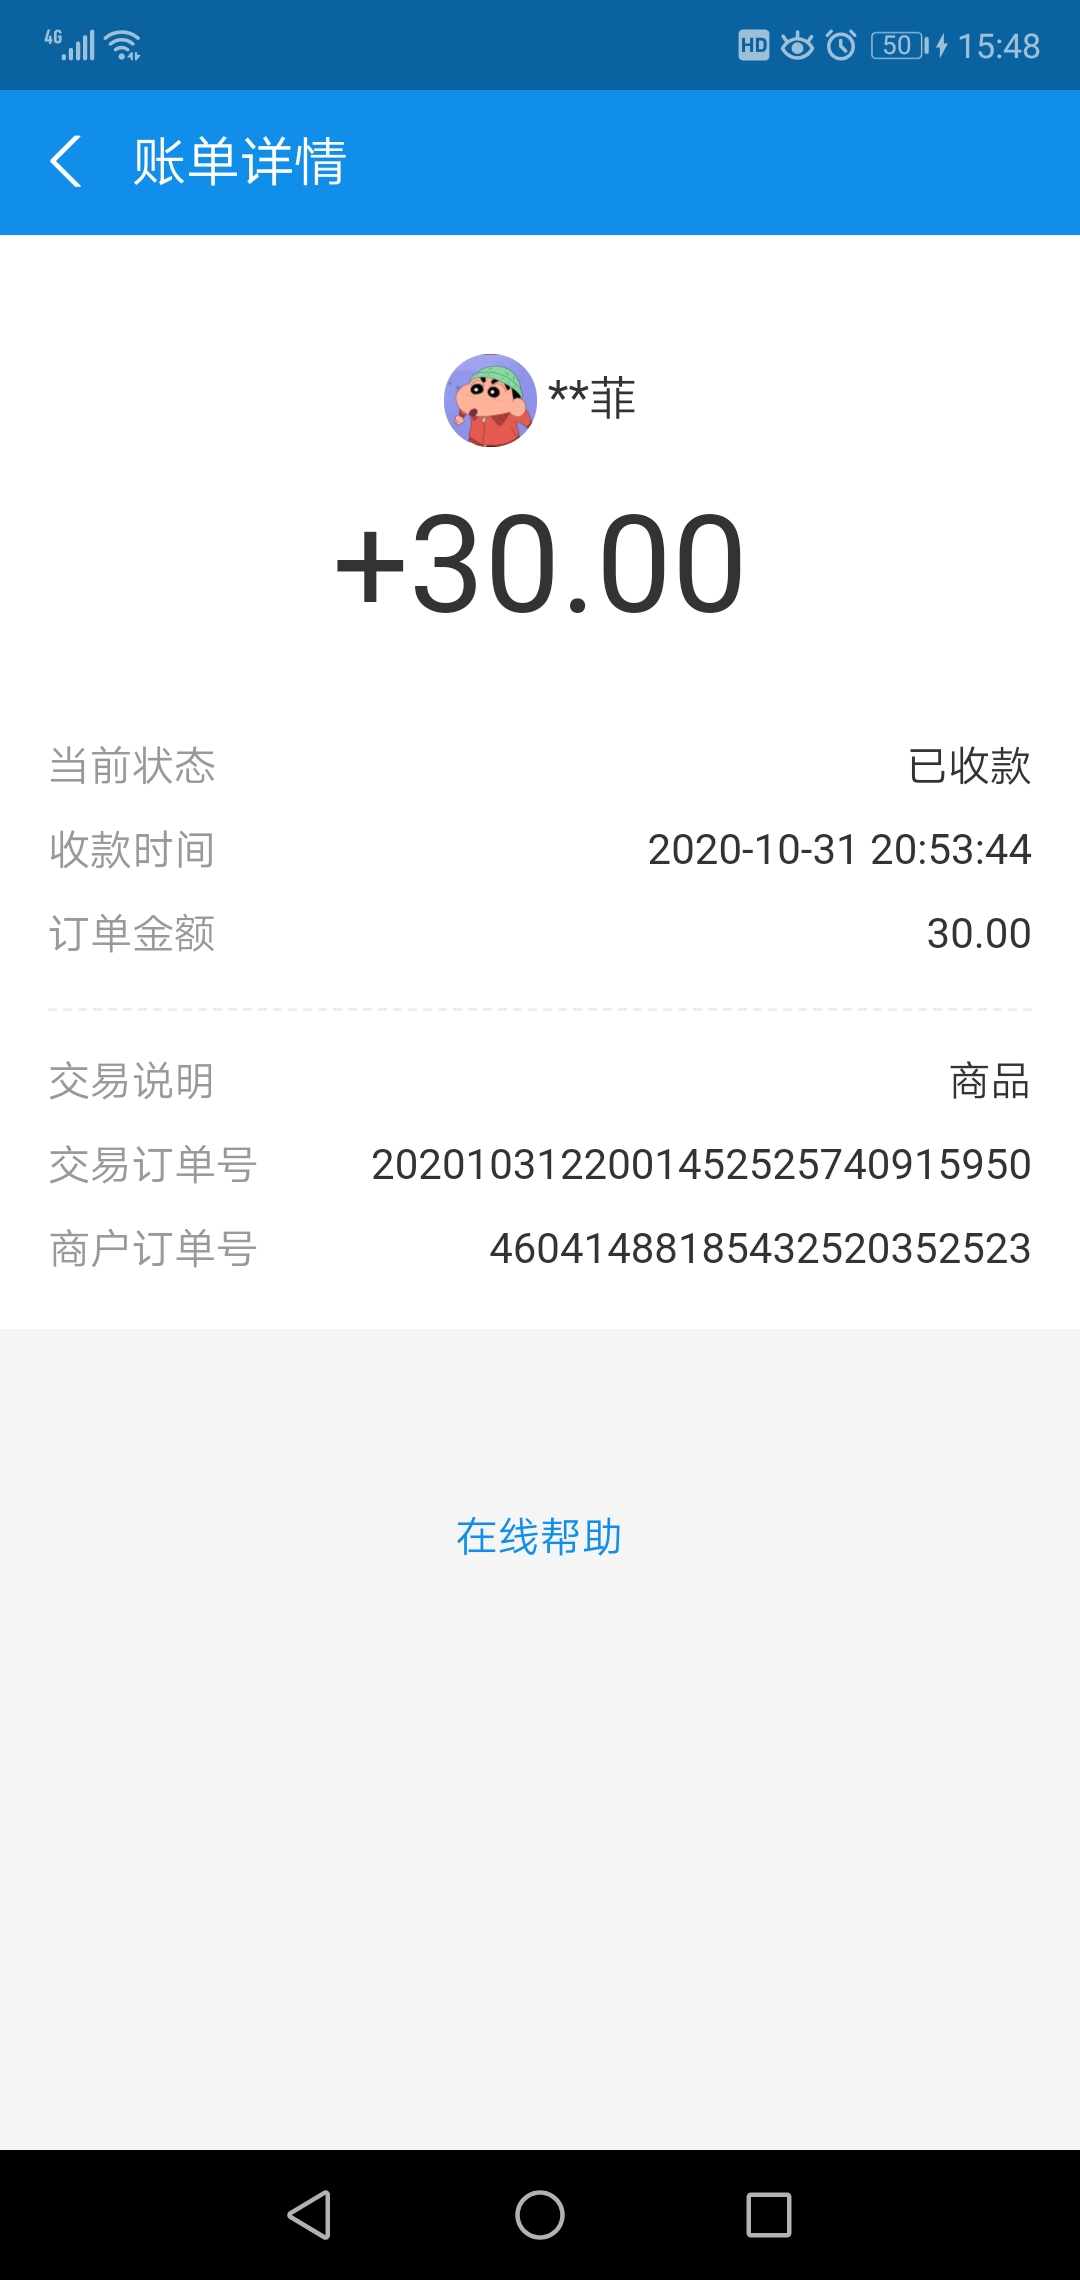 4G HD 50 15:48
账单详情
**菲
+30.00
当前状态 已收款
收款时间 2020-10-31 20:53:44
订单金额 30.00
交易说明 商品
交易订单号 2020103122001452525740915950
商户订单号 46041488185432520352523
在线帮助